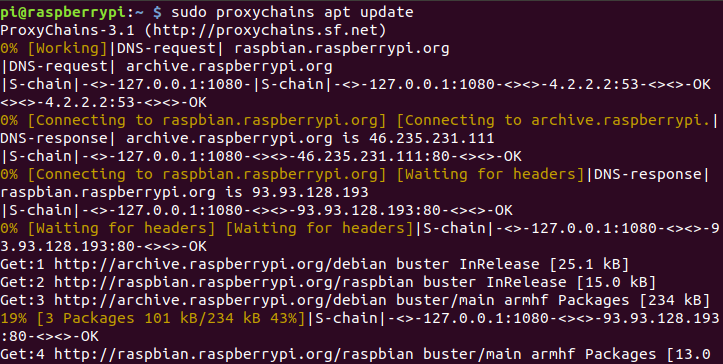 pi@raspberrypi:~ $ sudo proxychains apt update
ProxyChains-3.1 (http://proxychains.sf.net)
0% [Working]|DNS-request| raspbian.raspberrypi.org
|DNS-request| archive.raspberrypi.org
|S-chain|-<>-127.0.0.1:1080-|S-chain|-<>-127.0.0.1:1080-<><>-4.2.2.2:53-<><>-OK
<><>-4.2.2.2:53-<><>-OK
0% [Connecting to raspbian.raspberrypi.org] [Connecting to archive.raspberrypi.|
DNS-response| archive.raspberrypi.org is 46.235.231.111
|S-chain|-<>-127.0.0.1:1080-<><>-46.235.231.111:80-<><>-OK
0% [Connecting to raspbian.raspberrypi.org] [Waiting for headers]|DNS-response|
raspbian.raspberrypi.org is 93.93.128.193
|S-chain|-<>-127.0.0.1:1080-<><>-93.93.128.193:80-<><>-OK
0% [Waiting for headers] [Waiting for headers]|S-chain|-<>-127.0.0.1:1080-<><>-9
3.93.128.193:80-<><>-OK
Get:1 http://archive.raspberrypi.org/debian buster InRelease [25.1 kB]
Get:2 http://raspbian.raspberrypi.org/raspbian buster InRelease [15.0 kB]
Get:3 http://archive.raspberrypi.org/debian buster/main armhf Packages [234 kB]
19% [3 Packages 101 kB/234 kB 43%]|S-chain|-<>-127.0.0.1:1080-<><>-93.93.128.193
:80-<><>-OK
Get:4 http://raspbian.raspberrypi.org/raspbian buster/main armhf Packages [13.0